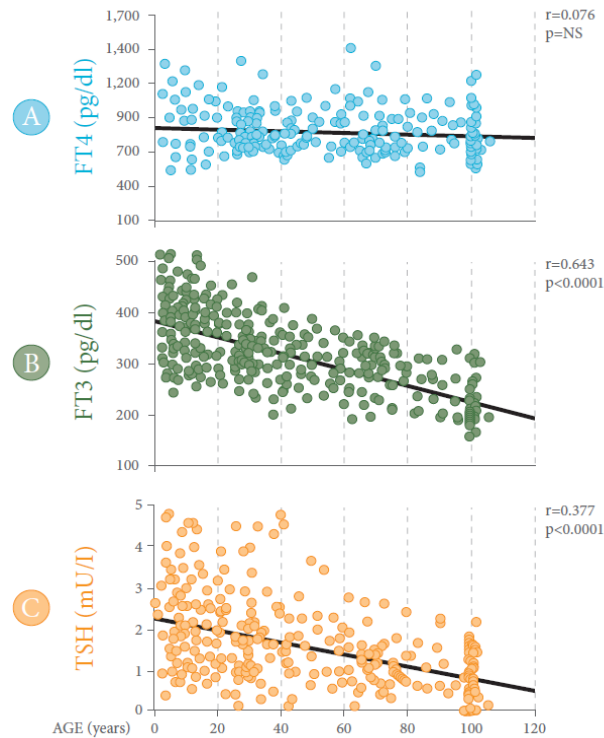 1,700
1,400
1,200
900
700
400
100
A
FT4 (pg/dl)
r=0.076
p=NS
500
400
300
200
100
B
FT3 (pg/dl)
r=0.643
p<0.0001
5
4
3
2
1
0
C
TSH (mU/I)
r=0.377
p<0.0001
AGE (years) 0 20 40 60 80 100 120